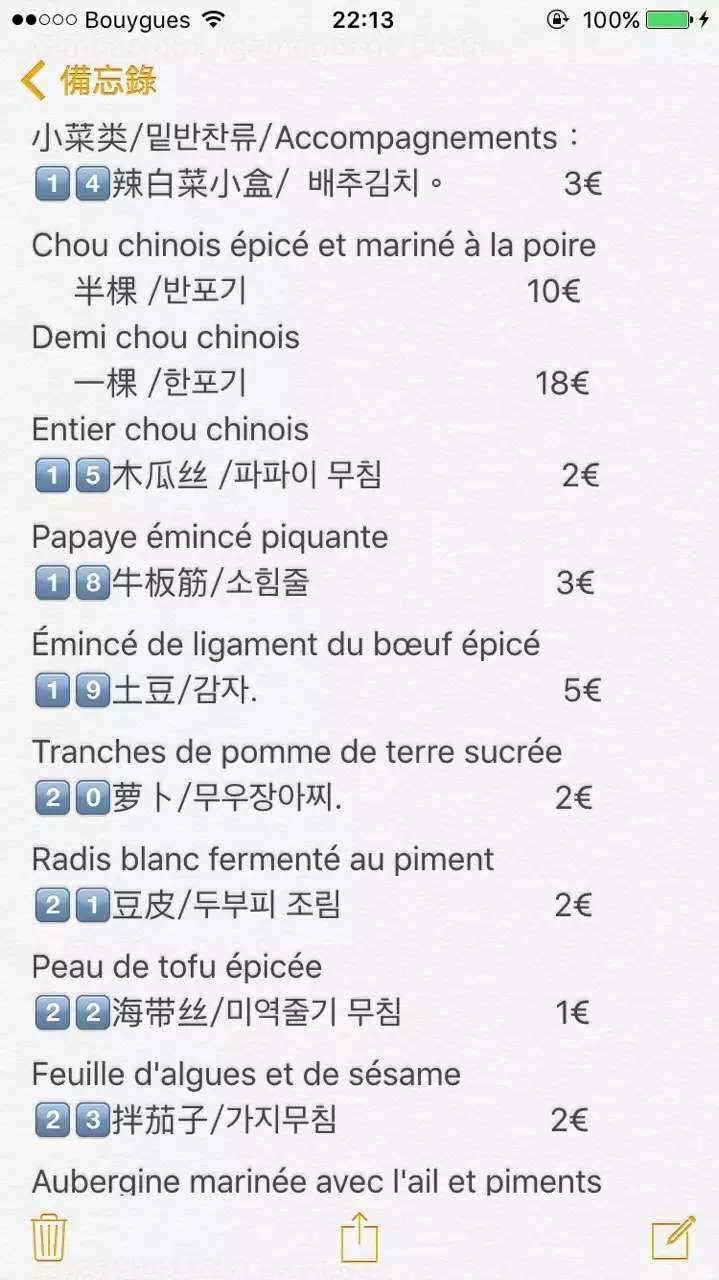 Bouygues 22:13 100%
備忘錄
小菜类/밑반찬류/Accompagnements：
1️⃣4️⃣辣白菜小盒/ 배추김치。 3€
Chou chinois épicé et mariné à la poire
半棵 /반포기 10€
Demi chou chinois
一棵 /한포기 18€
Entier chou chinois
1️⃣5️⃣木瓜丝 /파파이 무침 2€
Papaye émincé piquante
1️⃣8️⃣牛板筋/소힘줄 3€
Émincé de ligament du bœuf épicé
1️⃣9️⃣土豆/감자. 5€
Tranches de pomme de terre sucrée
2️⃣0️⃣萝卜/무우장아찌. 2€
Radis blanc fermenté au piment
2️⃣1️⃣豆皮/두부피 조림 2€
Peau de tofu épicée
2️⃣2️⃣海带丝/미역줄기 무침 1€
Feuille d'algues et de sésame
2️⃣3️⃣拌茄子/가지무침 2€
Aubergine marinée avec l'ail et piments